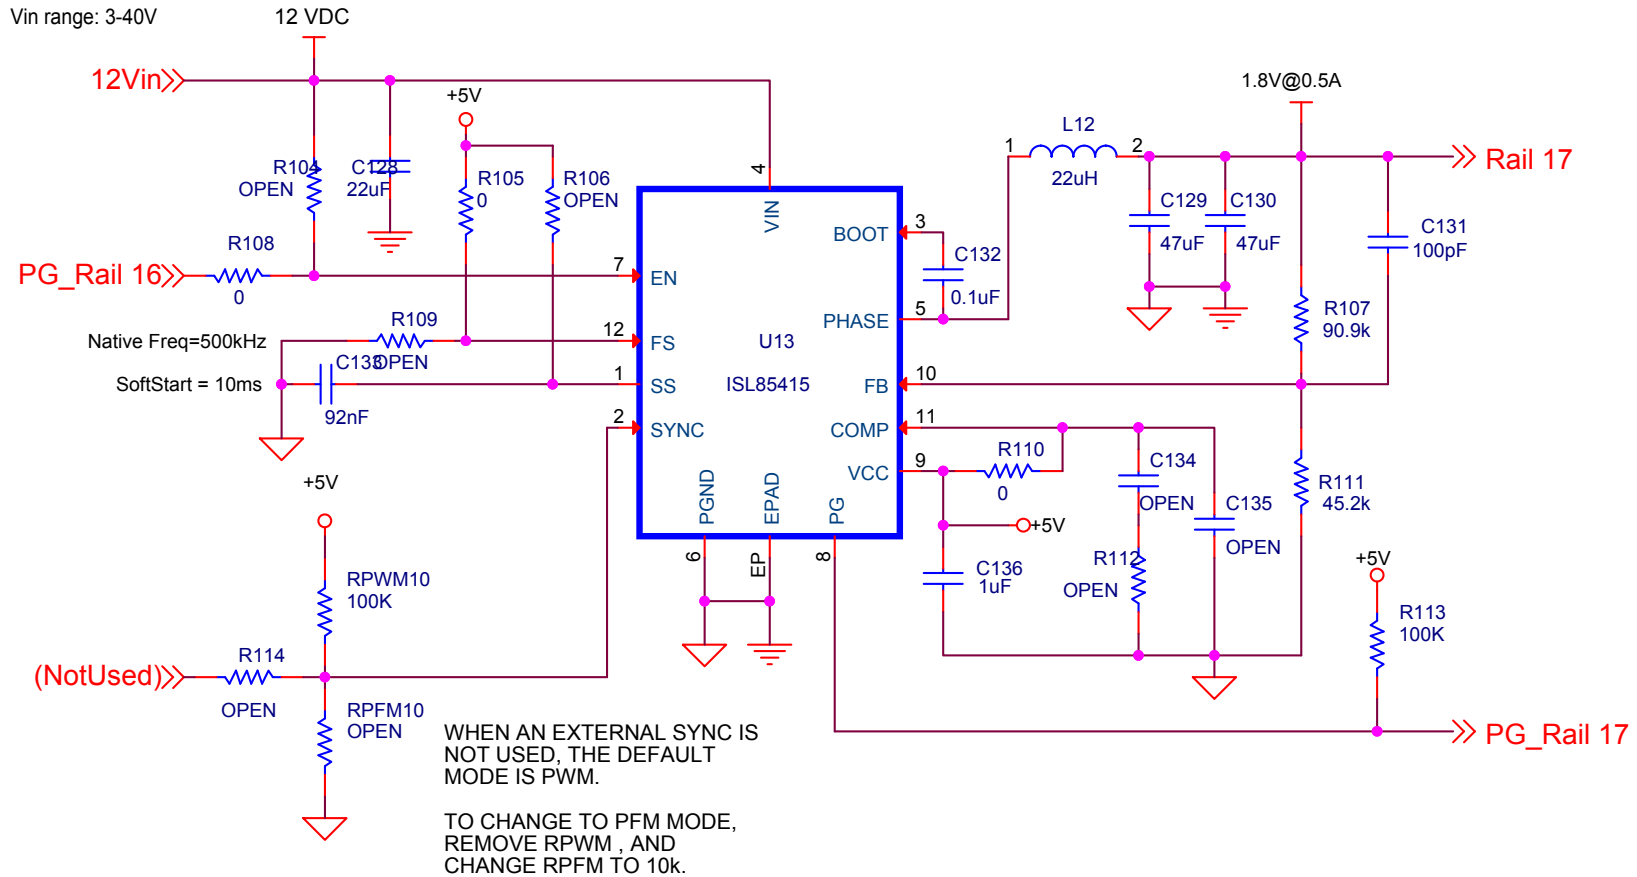 Vin range: 3-40V
12 VDC
12Vin
+5V
1.8V@0.5A
R104
OPEN
C128
22uF
R105
0
R106
OPEN
4
VIN
1
L12
2
22uH
Rail 17
C129
47uF
C130
47uF
C131
100pF
R108
PG_Rail 16
0
7
EN
BOOT
3
C132
0.1uF
R107
90.9k
PHASE
5
Native Freq=500kHz
R109
OPEN
12
FS
U13
ISL85415
SoftStart = 10ms
C133
92nF
1
SS
FB
10
2
SYNC
COMP
11
VCC
9
R110
0
C134
OPEN
C135
OPEN
R111
45.2k
+5V
PGND
EPAD
PG
6
EP
8
+5V
C136
1uF
R112
OPEN
+5V
R113
100K
RPWM10
100K
(NotUsed)
R114
OPEN
RPFM10
OPEN
PG_Rail 17
WHEN AN EXTERNAL SYNC IS
NOT USED, THE DEFAULT
MODE IS PWM.
TO CHANGE TO PFM MODE,
REMOVE RPWM , AND
CHANGE RPFM TO 10k.